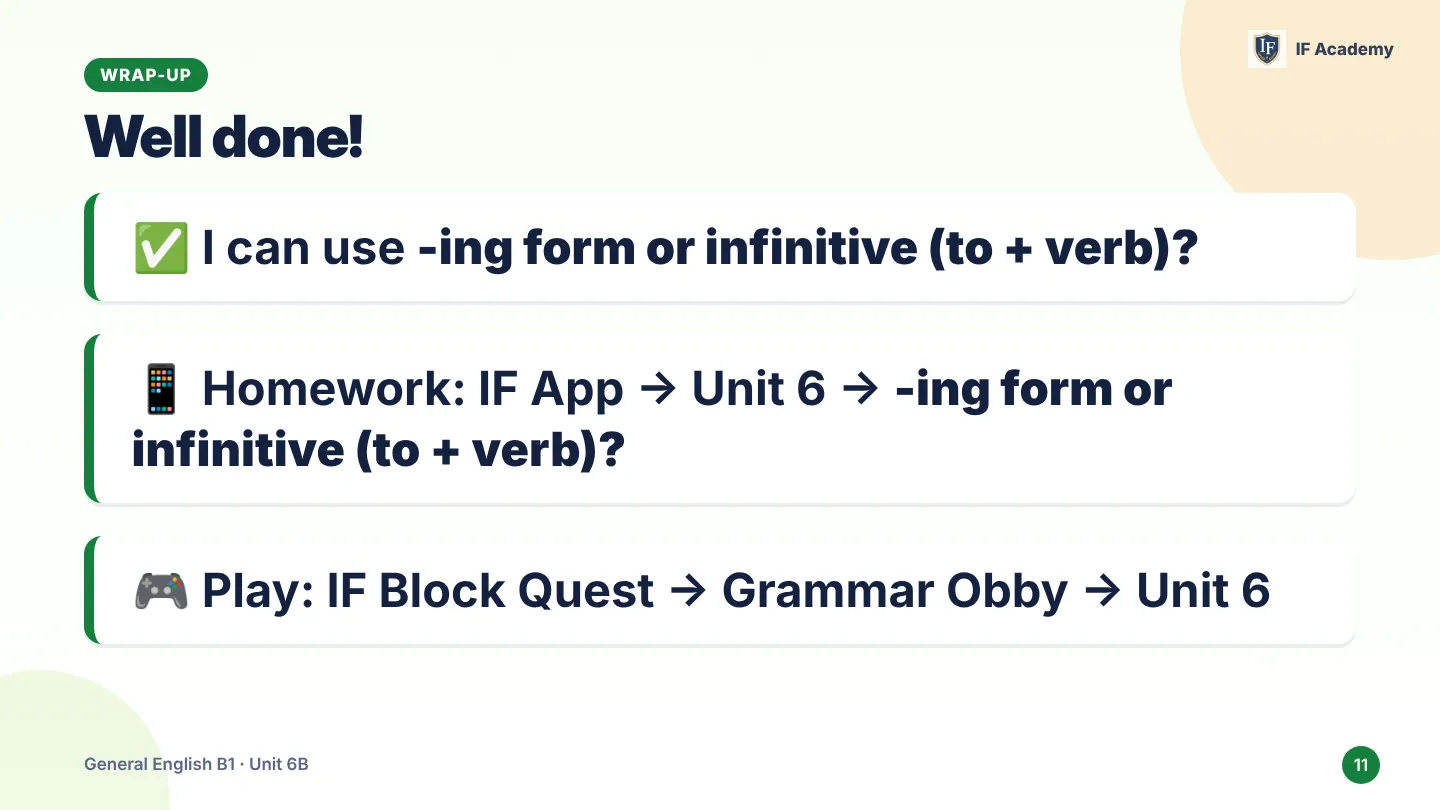 IF IF Academy
WRAP-UP
Well done!
✅ I can use -ing form or infinitive (to + verb)?
📱 Homework: IF App → Unit 6 → -ing form or
infinitive (to + verb)?
🎮 Play: IF Block Quest → Grammar Obby → Unit 6
General English B1 · Unit 6B
11